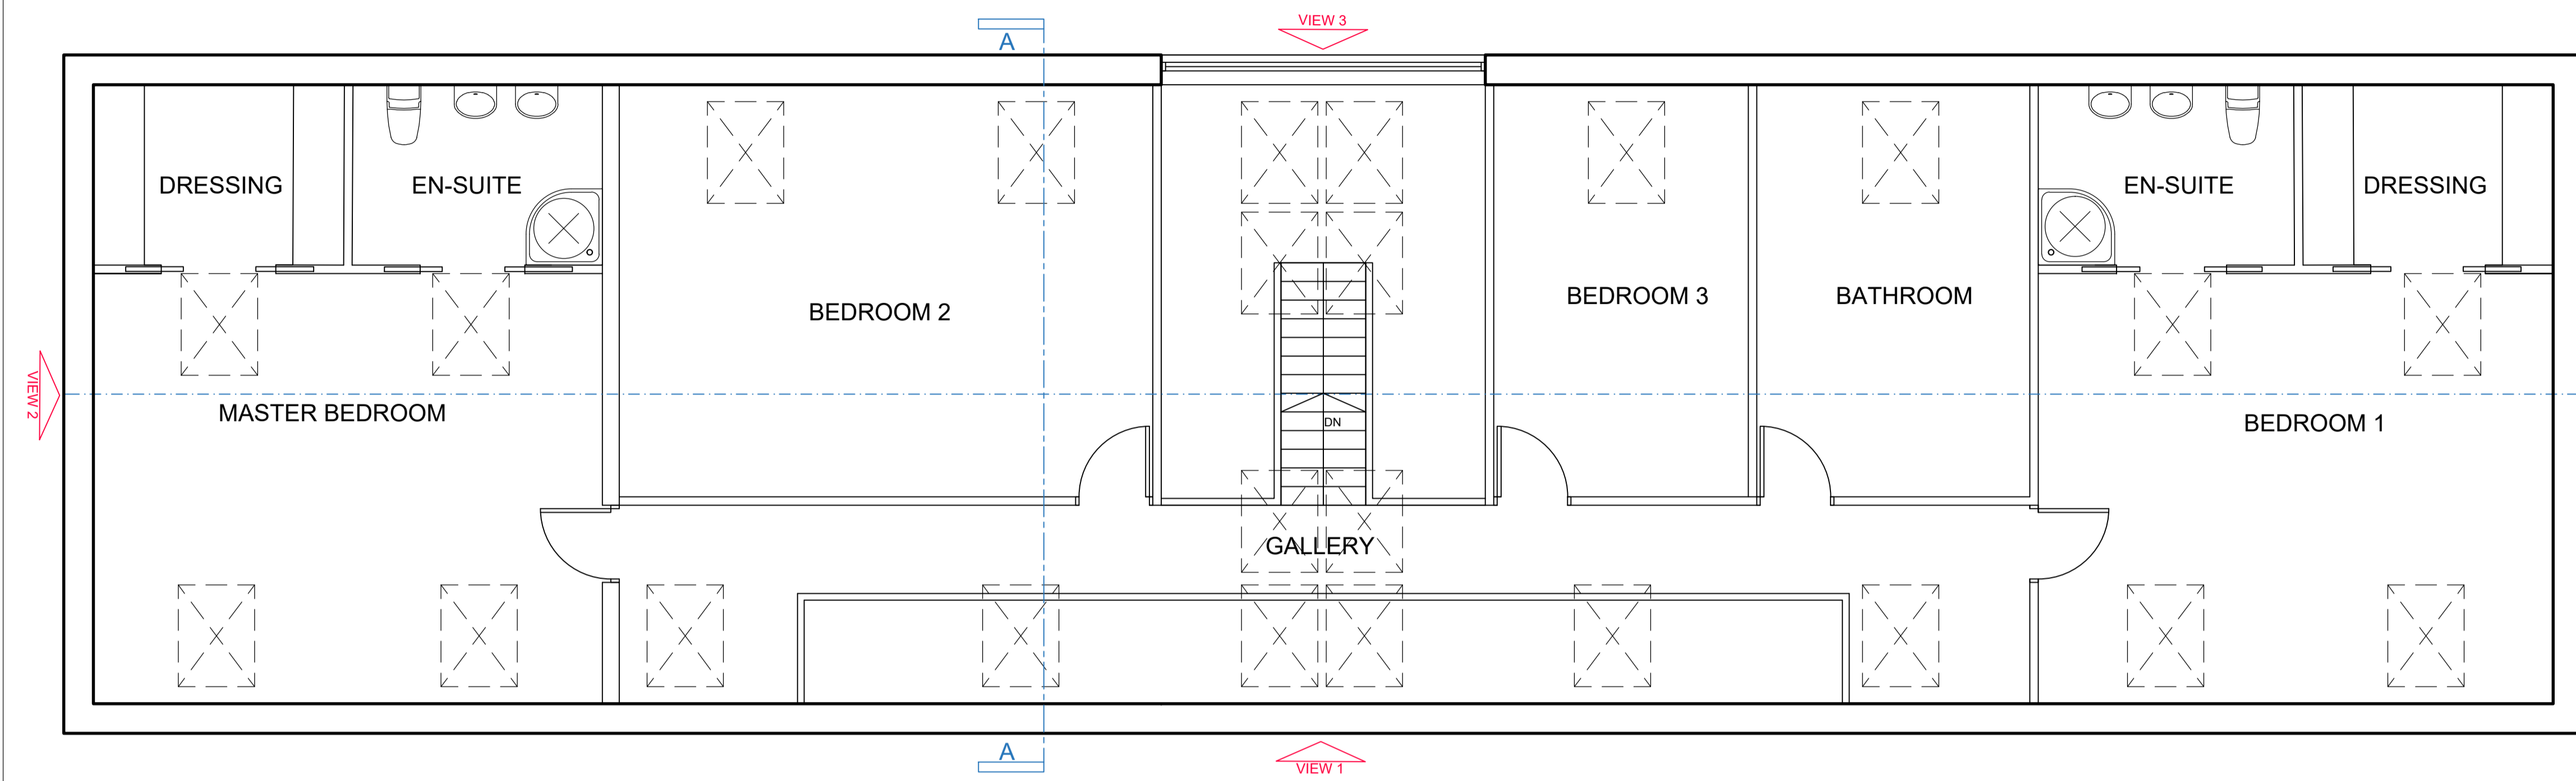 VIEW 3
A
DRESSING
EN-SUITE
EN-SUITE
DRESSING
BEDROOM 2
BEDROOM 3
BATHROOM
VIEW 2
MASTER BEDROOM
DN
BEDROOM 1
GALLERY
A
VIEW 1